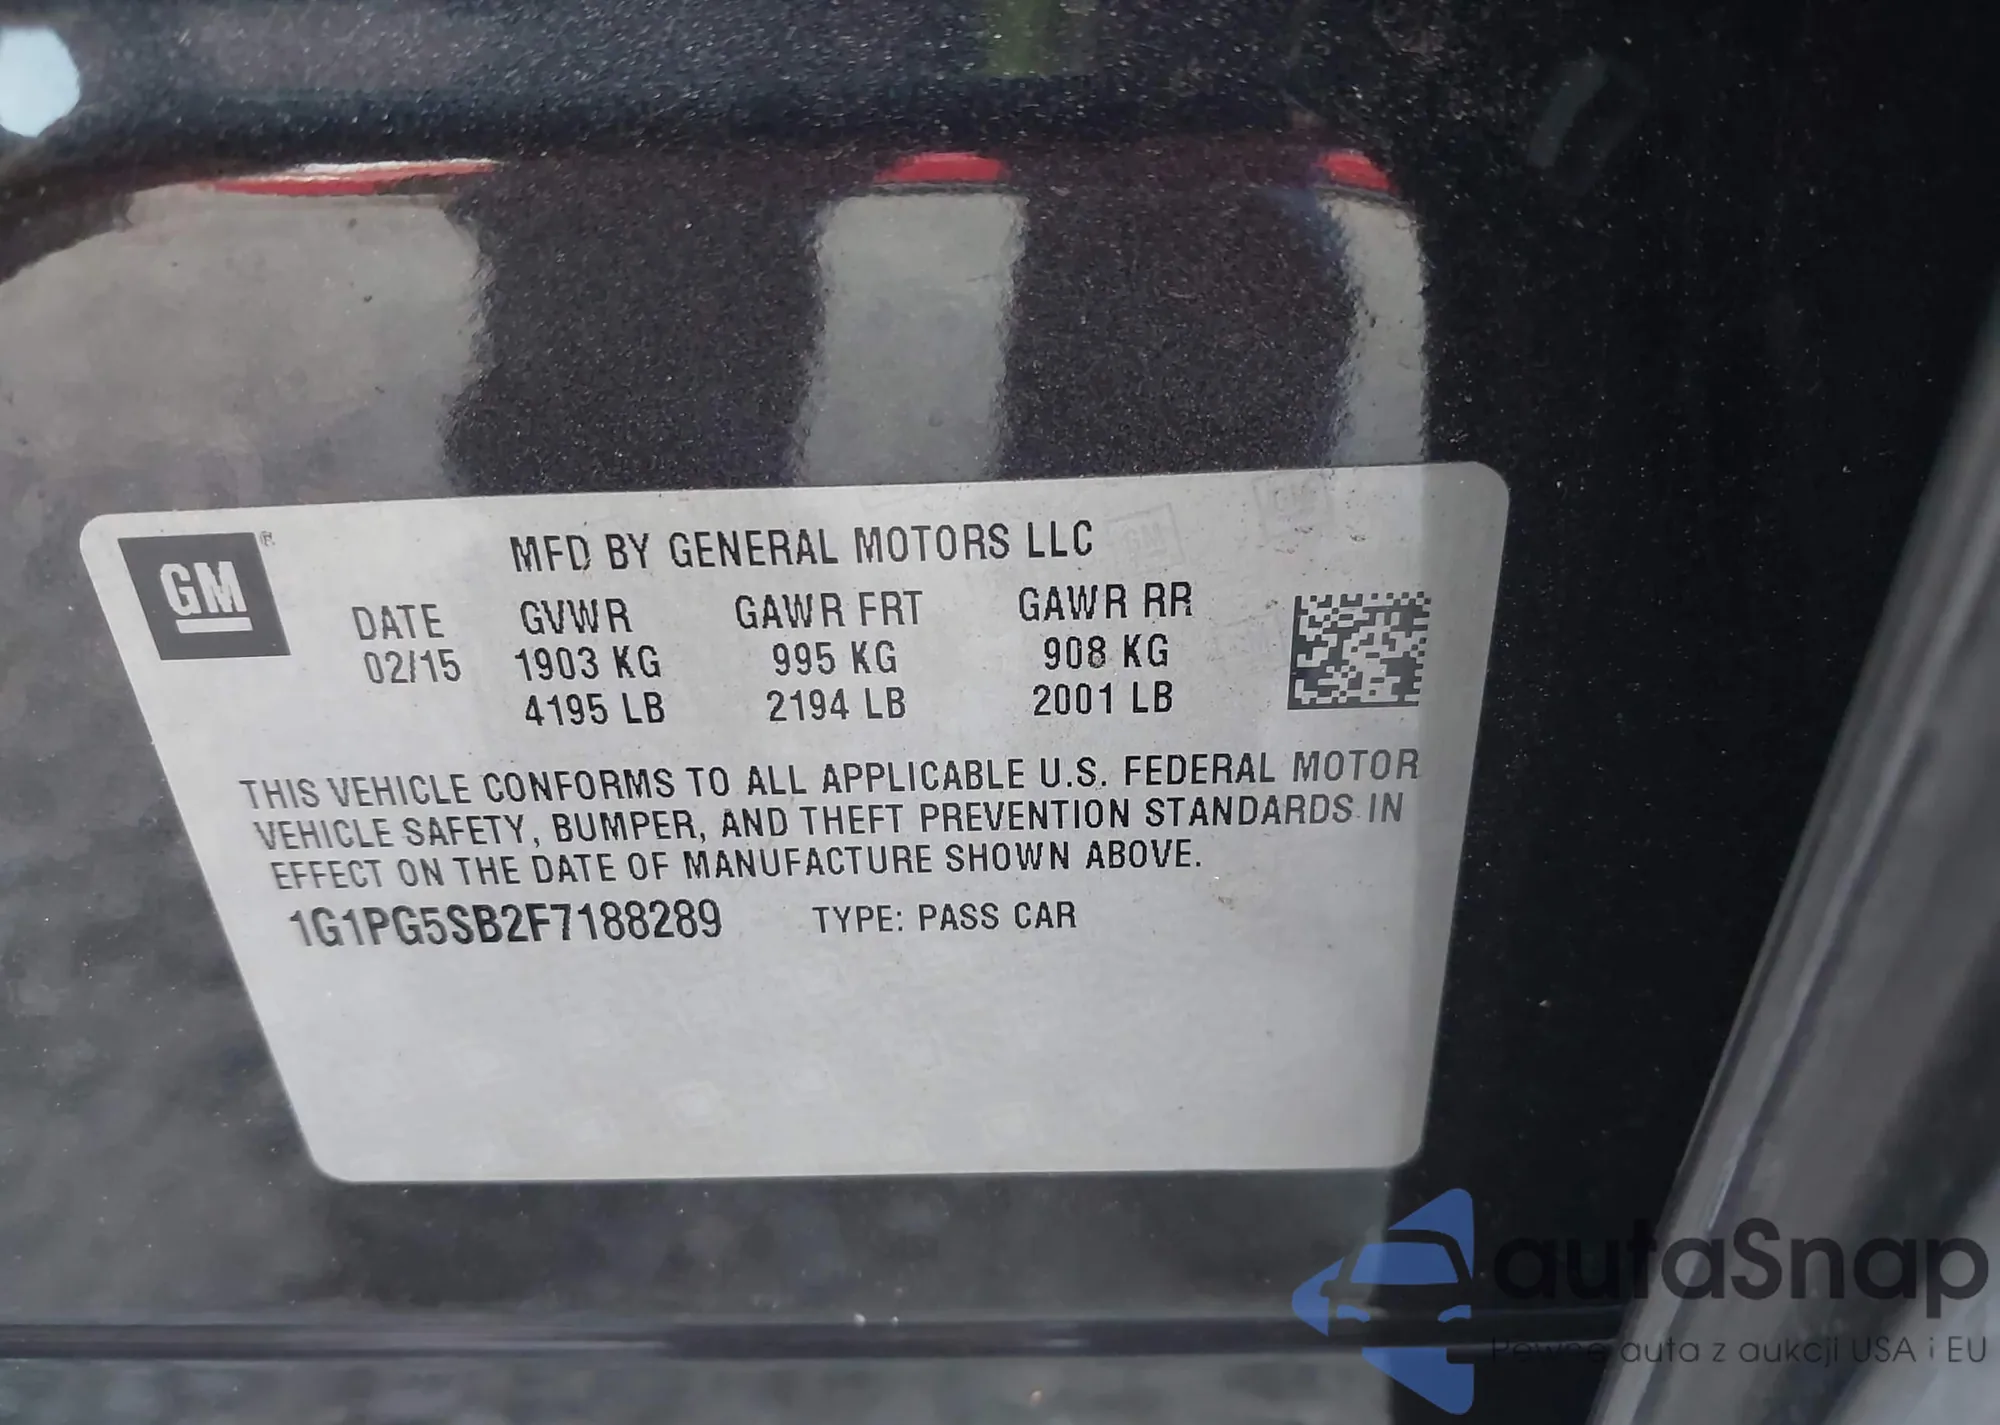 GM ®
MFD BY GENERAL MOTORS LLC
DATE GVWR GAWR FRT GAWR RR
02/15 1903 KG 995 KG 908 KG
4195 LB 2194 LB 2001 LB
THIS VEHICLE CONFORMS TO ALL APPLICABLE U.S. FEDERAL MOTOR
VEHICLE SAFETY, BUMPER, AND THEFT PREVENTION STANDARDS IN
EFFECT ON THE DATE OF MANUFACTURE SHOWN ABOVE.
1G1PG5SB2F7188289 TYPE: PASS CAR
autaSnap
Pewne auta z aukcji USA i EU